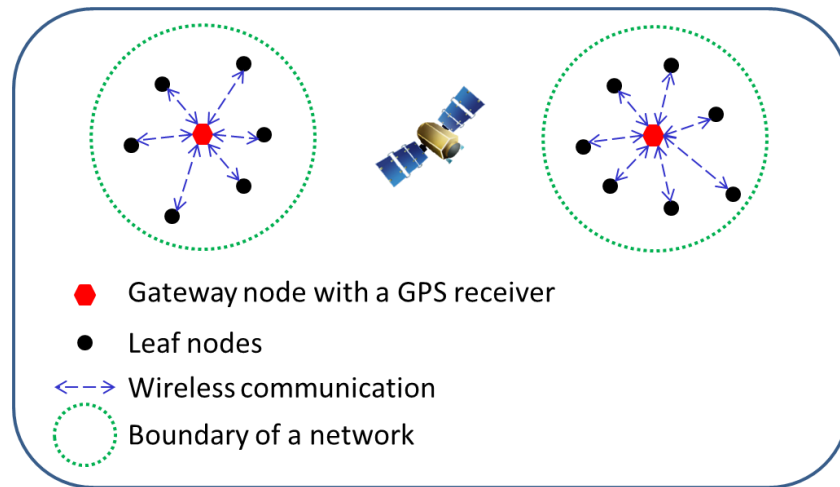 Gateway node with a GPS receiver
Leaf nodes
Wireless communication
Boundary of a network